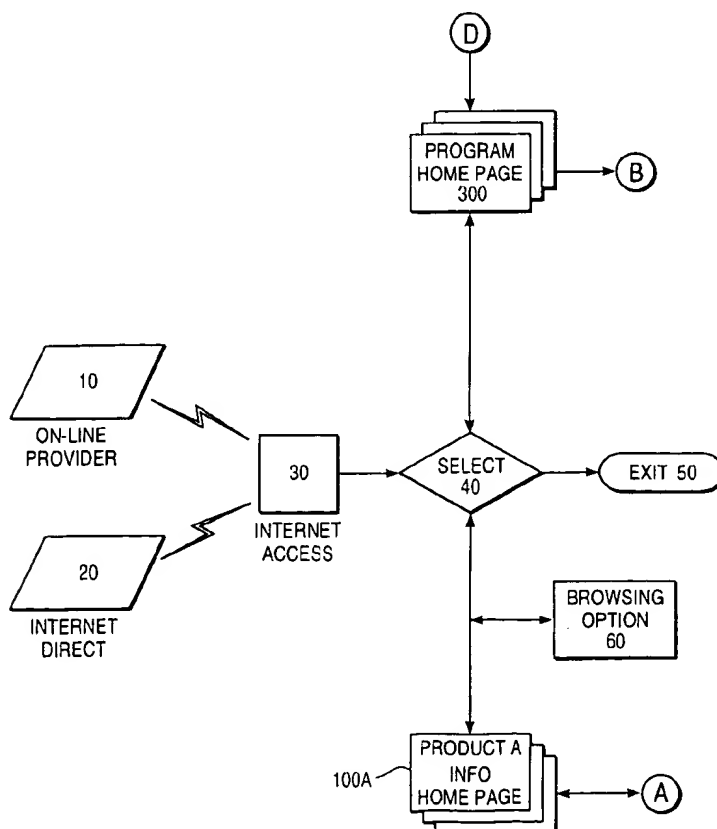 D
PROGRAM
HOME PAGE
300
B
10
ON-LINE
PROVIDER
30
INTERNET
ACCESS
SELECT
40
EXIT 50
20
INTERNET
DIRECT
BROWSING
OPTION
60
100A
PRODUCT A
INFO
HOME PAGE
A